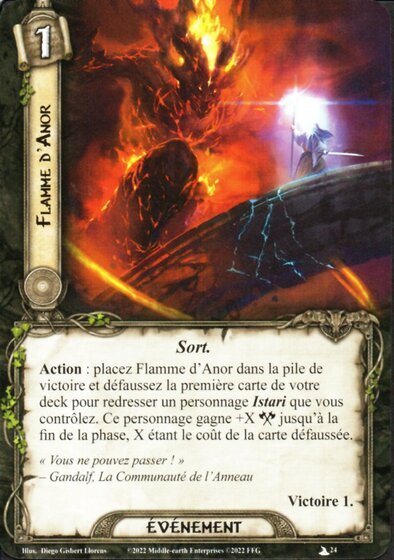 1
FLAMME D'ANOR
Sort.
Action : placez Flamme d'Anor dans la pile de
victoire et défaussez la première carte de votre
deck pour redresser un personnage Istari que vous
contrôlez. Ce personnage gagne +X jusqu'à la
fin de la phase, X étant le coût de la carte défaussée.
« Vous ne pouvez passer ! »
– Gandalf, La Communauté de l'Anneau
Victoire 1.
ÉVÉNEMENT
Illus. Diego Gisbert Llorens ©2022 Middle-earth Enterprises ©2022 FFG 24